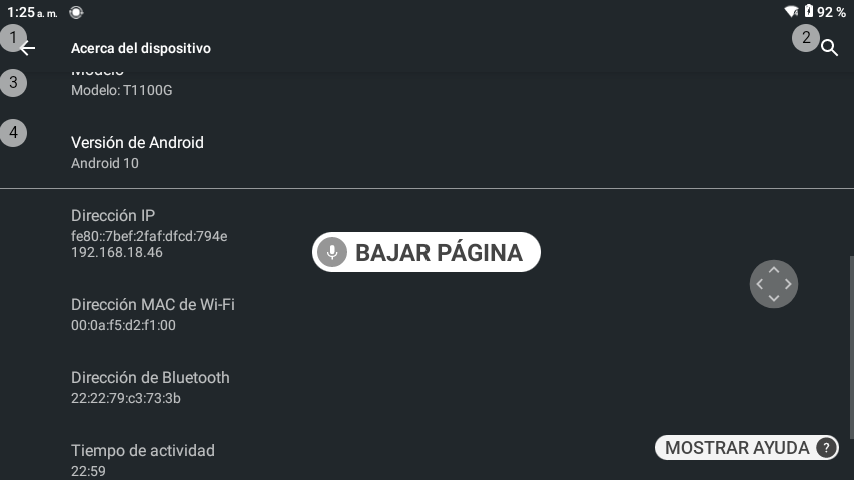 1:25 a. m.
92 %
1
Acerca del dispositivo
2
Modelo
3
Modelo: T1100G
4
Versión de Android
Android 10
Dirección IP
fe80::7bef:2faf:dfcd:794e
192.168.18.46
BAJAR PÁGINA
Dirección MAC de Wi-Fi
00:0a:f5:d2:f1:00
Dirección de Bluetooth
22:22:79:c3:73:3b
Tiempo de actividad
22:59
MOSTRAR AYUDA ?